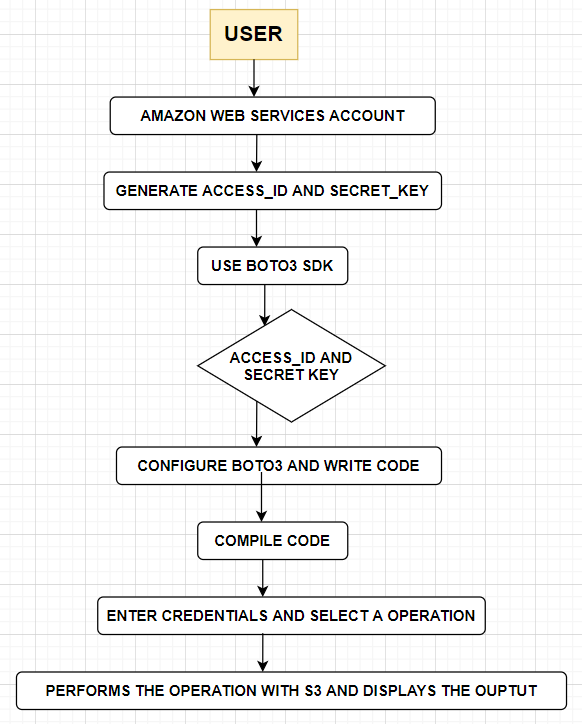 USER
AMAZON WEB SERVICES ACCOUNT
GENERATE ACCESS_ID AND SECRET_KEY
USE BOTO3 SDK
ACCESS_ID AND
SECRET KEY
CONFIGURE BOTO3 AND WRITE CODE
COMPILE CODE
ENTER CREDENTIALS AND SELECT A OPERATION
PERFORMS THE OPERATION WITH S3 AND DISPLAYS THE OUPTUT